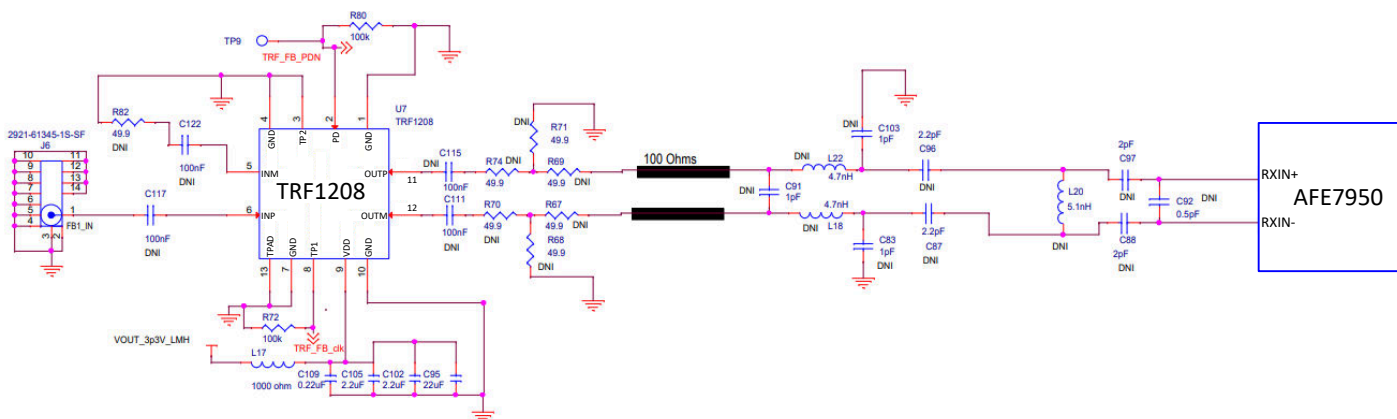 R80
100k
TP9
TRF_FB_PDN
R82
49.9
DNI
C122
100nF
DNI
2921-61345-1S-SF
J6
10
9
8
7
6
5
4
11
12
13
14
1
3
2
FB1_IN
C117
100nF
DNI
4
3
2
1
GND
TP2
PD
GND
U7
TRF1208
5
INM
6
INP
TRF1208
OUTP
11
OUTM
12
TPAD
GND
TP1
VDD
GND
13
7
8
9
10
R72
100k
TRF_FB_clk
VOUT_3p3V_LMH
L17
1000 ohm
C109
0.22uF
C105
2.2uF
C102
2.2uF
C95
22uF
DNI
C115
100nF
C111
100nF
DNI
R74
49.9
DNI
R70
49.9
DNI
DNI
R71
49.9
R69
49.9
DNI
R67
49.9
DNI
R68
49.9
DNI
100 Ohms
DNI
C91
1pF
DNI
L22
4.7nH
4.7nH
L18
DNI
DNI
C103
1pF
C83
1pF
DNI
2.2pF
C96
DNI
2.2pF
C87
DNI
L20
5.1nH
DNI
2pF
C97
DNI
C88
2pF
DNI
C92
0.5pF
DNI
RXIN+
RXIN-
AFE7950